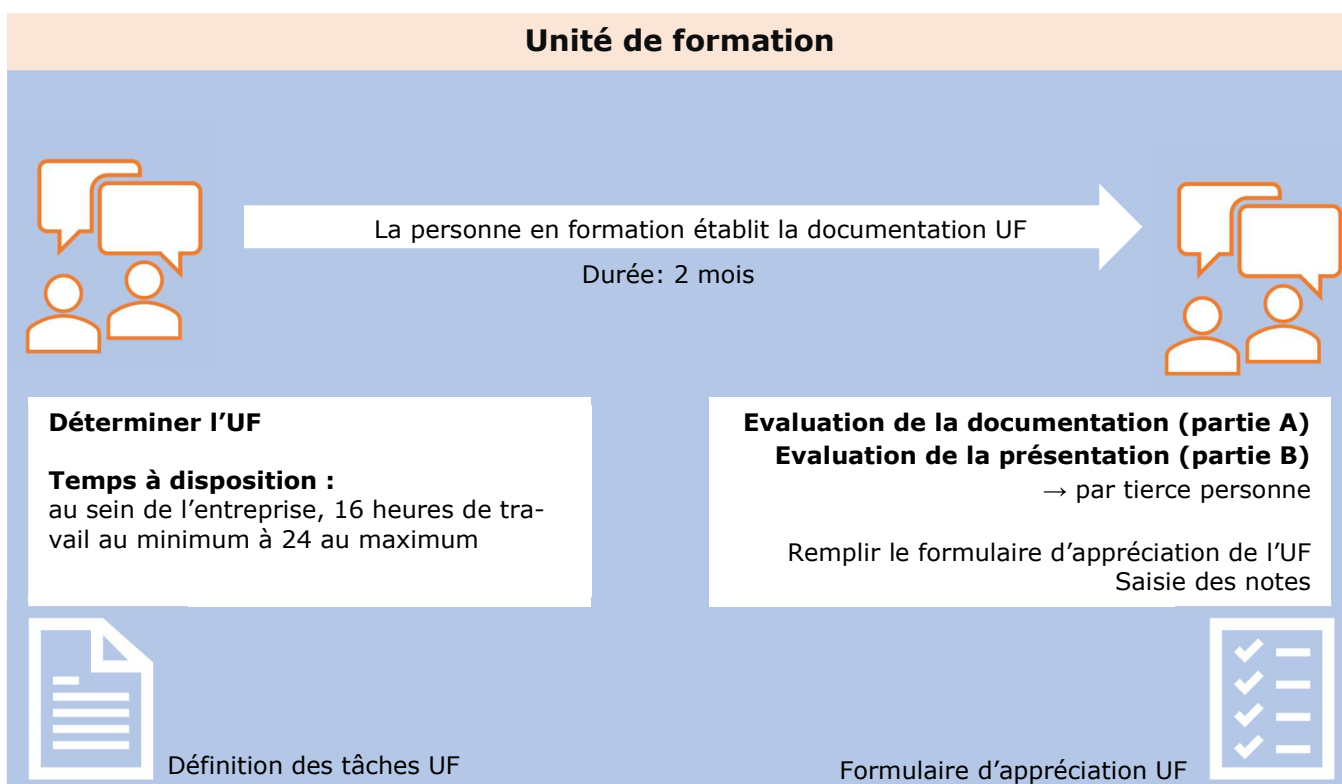 Unité de formation
La personne en formation établit la documentation UF
Durée: 2 mois
Déterminer l’UF
Temps à disposition :
au sein de l’entreprise, 16 heures de tra-
vail au minimum à 24 au maximum
Evaluation de la documentation (partie A)
Evaluation de la présentation (partie B)
→ par tierce personne
Remplir le formulaire d’appréciation de l’UF
Saisie des notes
Définition des tâches UF
Formulaire d’appréciation UF